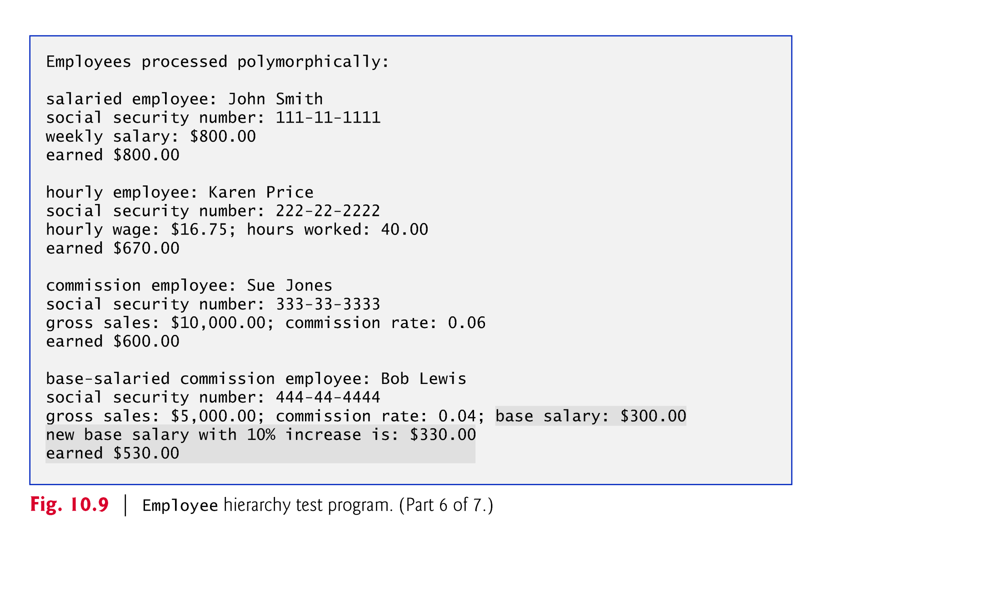 Employees processed polymorphically:
salaried employee: John Smith
social security number: 111-11-1111
weekly salary: $800.00
earned $800.00
hourly employee: Karen Price
social security number: 222-22-2222
hourly wage: $16.75; hours worked: 40.00
earned $670.00
commission employee: Sue Jones
social security number: 333-33-3333
gross sales: $10,000.00; commission rate: 0.06
earned $600.00
base-salaried commission employee: Bob Lewis
social security number: 444-44-4444
gross sales: $5,000.00; commission rate: 0.04; base salary: $300.00
new base salary with 10% increase is: $330.00
earned $530.00
Fig. 10.9 | Employee hierarchy test program. (Part 6 of 7.)